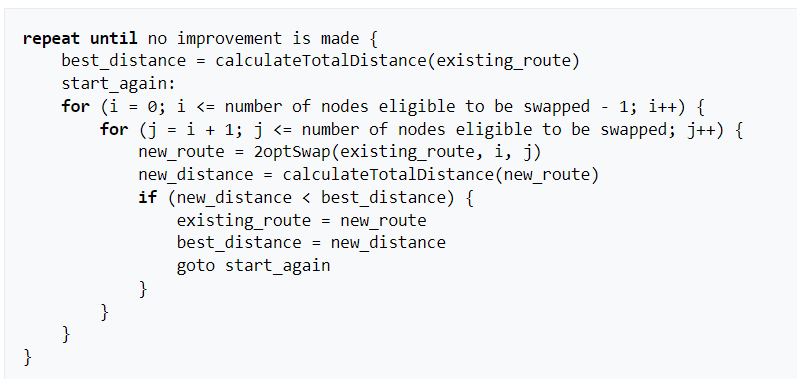 repeat until no improvement is made {
    best_distance = calculateTotalDistance(existing_route)
    start_again:
    for (i = 0; i <= number of nodes eligible to be swapped - 1; i++) {
        for (j = i + 1; j <= number of nodes eligible to be swapped; j++) {
            new_route = 2optSwap(existing_route, i, j)
            new_distance = calculateTotalDistance(new_route)
            if (new_distance < best_distance) {
                existing_route = new_route
                best_distance = new_distance
                goto start_again
            }
        }
    }
}